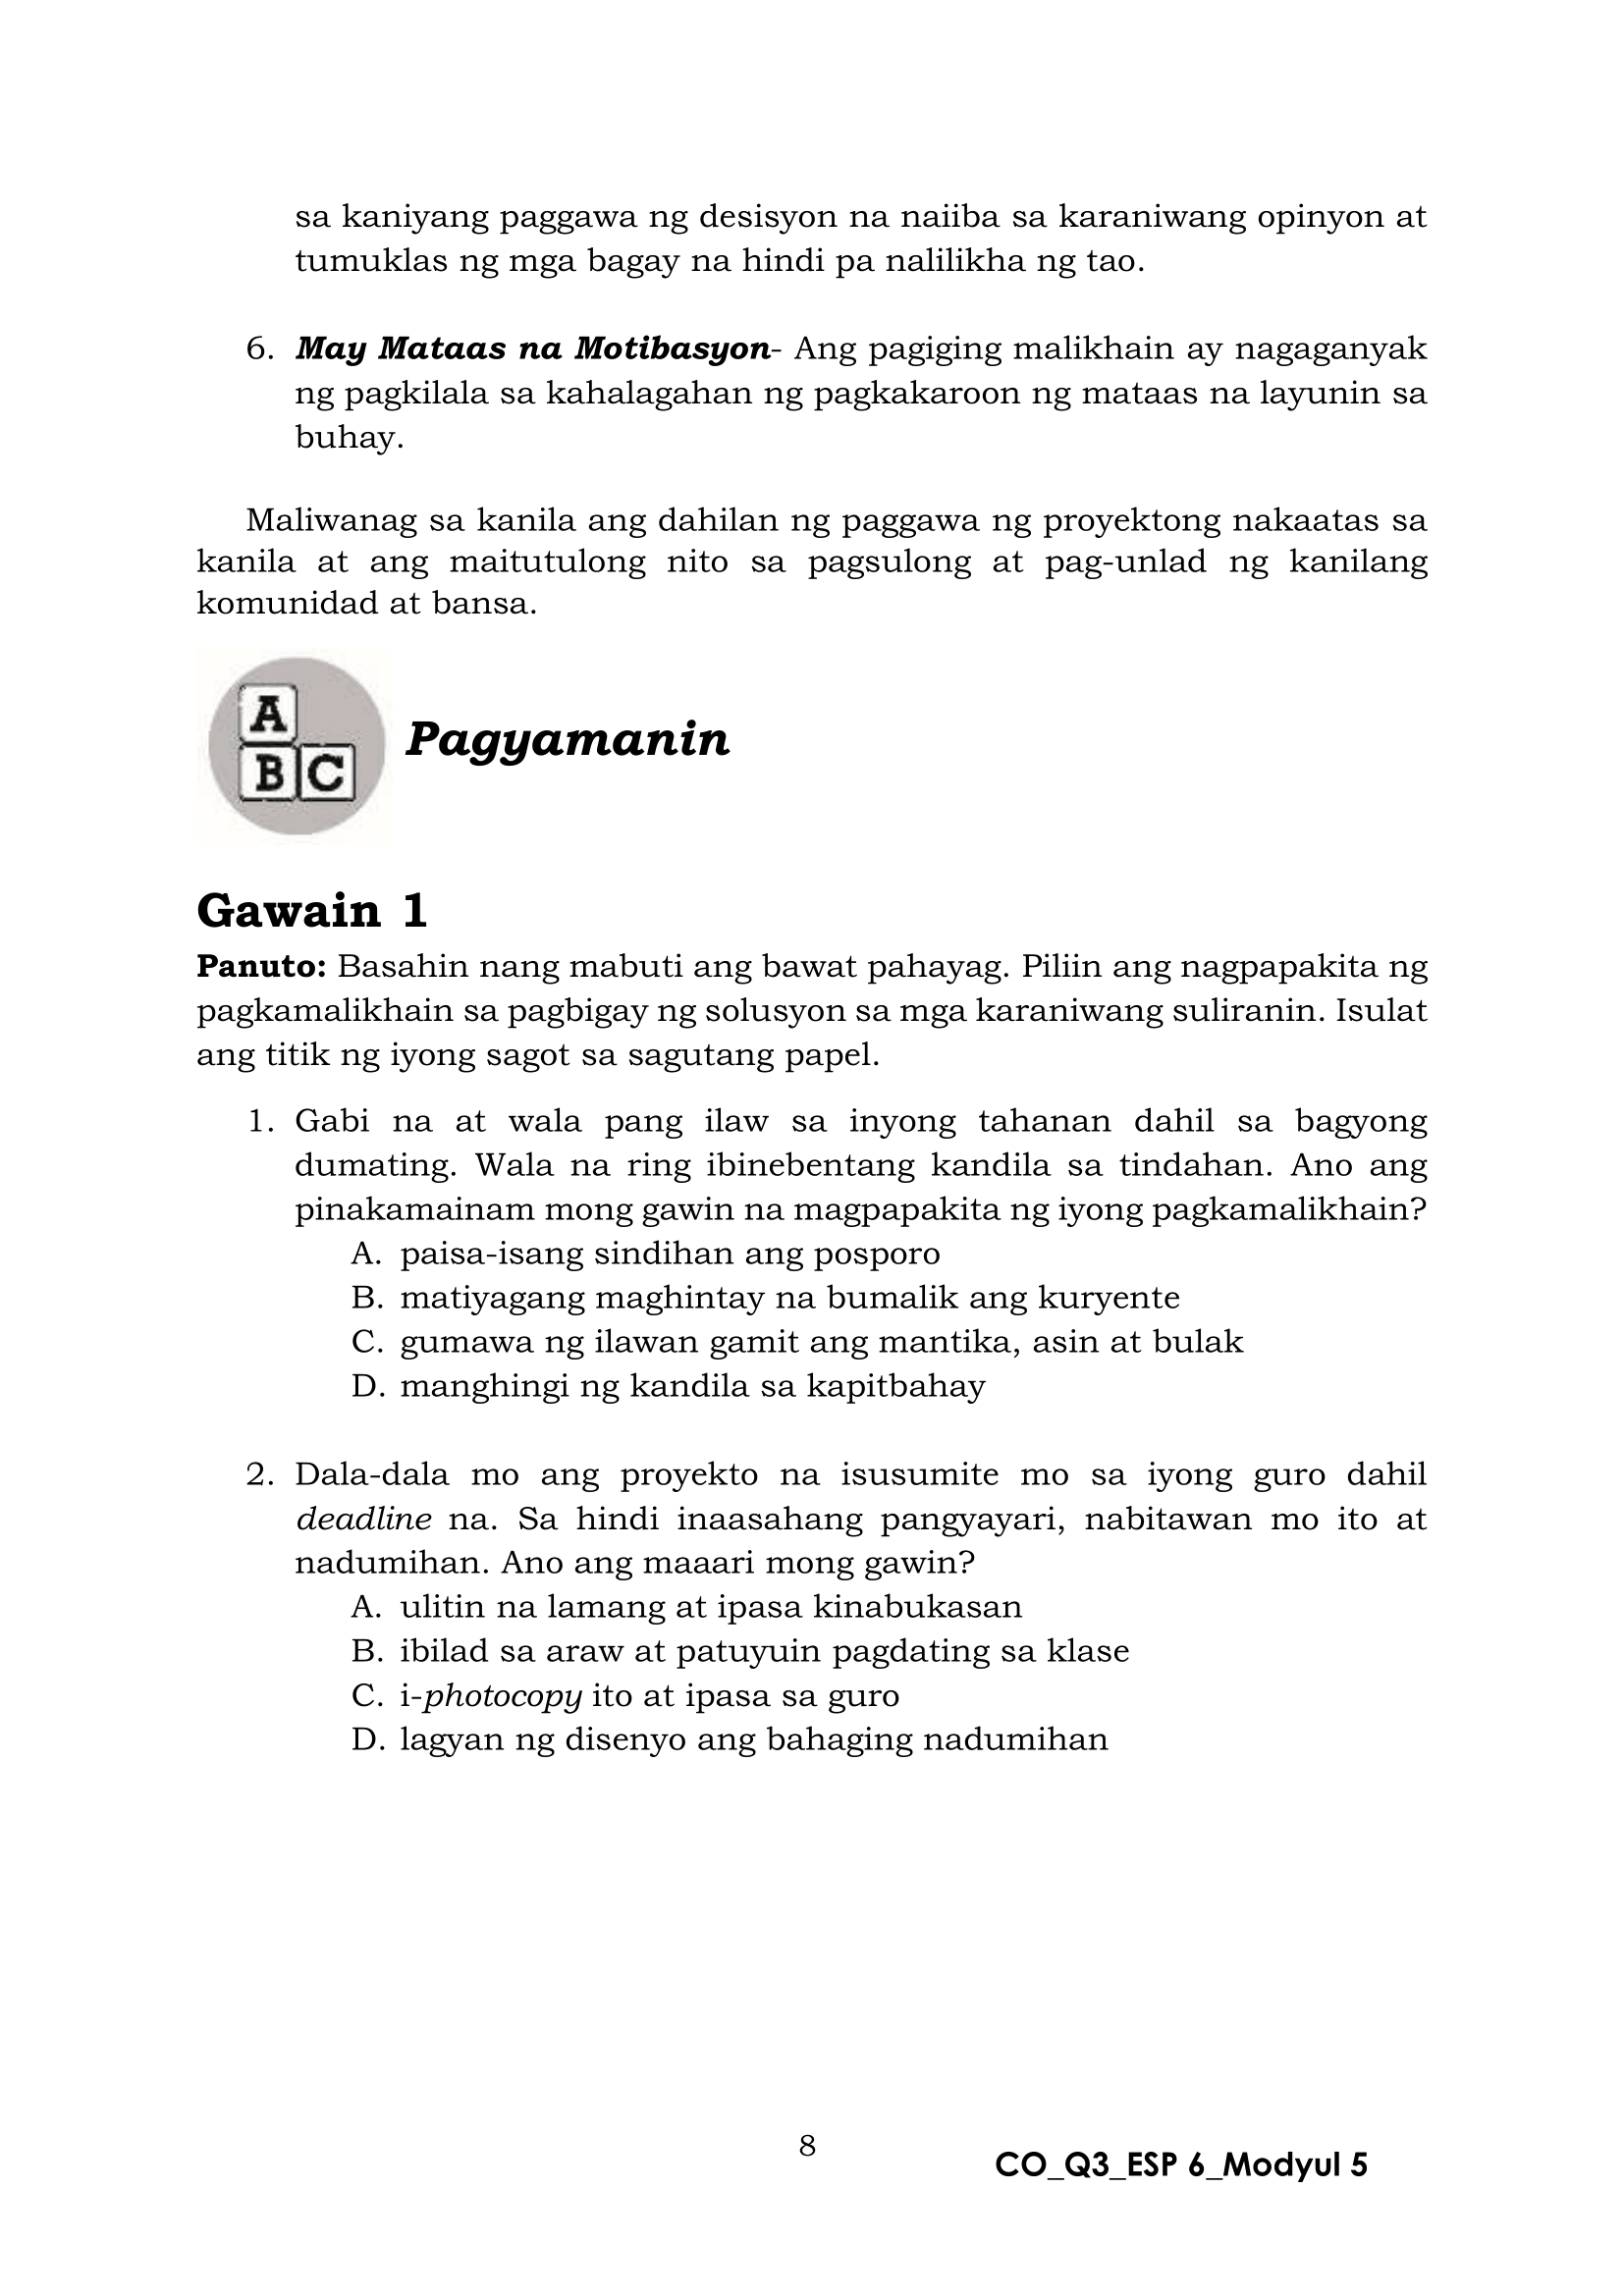 sa kaniyang paggawa ng desisyon na naiiba sa karaniwang opinyon at
tumuklas ng mga bagay na hindi pa nalilikha ng tao.
6. May Mataas na Motibasyon- Ang pagiging malikhain ay nagaganyak
ng pagkilala sa kahalagahan ng pagkakaroon ng mataas na layunin sa
buhay.
Maliwanag sa kanila ang dahilan ng paggawa ng proyektong nakaatas sa
kanila at ang maitutulong nito sa pagsulong at pag-unlad ng kanilang
komunidad at bansa.
A
B C
Pagyamanin
Gawain 1
Panuto: Basahin nang mabuti ang bawat pahayag. Piliin ang nagpapakita ng
pagkamalikhain sa pagbigay ng solusyon sa mga karaniwang suliranin. Isulat
ang titik ng iyong sagot sa sagutang papel.
1. Gabi na at wala pang ilaw sa inyong tahanan dahil sa bagyong
dumating. Wala na ring ibinebentang kandila sa tindahan. Ano ang
pinakamainam mong gawin na magpapakita ng iyong pagkamalikhain?
A. paisa-isang sindihan ang posporo
B. matiyagang maghintay na bumalik ang kuryente
C. gumawa ng ilawan gamit ang mantika, asin at bulak
D. manghingi ng kandila sa kapitbahay
2. Dala-dala mo ang proyekto na isusumite mo sa iyong guro dahil
deadline na. Sa hindi inaasahang pangyayari, nabitawan mo ito at
nadumihan. Ano ang maaari mong gawin?
A. ulitin na lamang at ipasa kinabukasan
B. ibilad sa araw at patuyuin pagdating sa klase
C. i-photocopy ito at ipasa sa guro
D. lagyan ng disenyo ang bahaging nadumihan
8
CO_Q3_ESP 6_Modyul 5